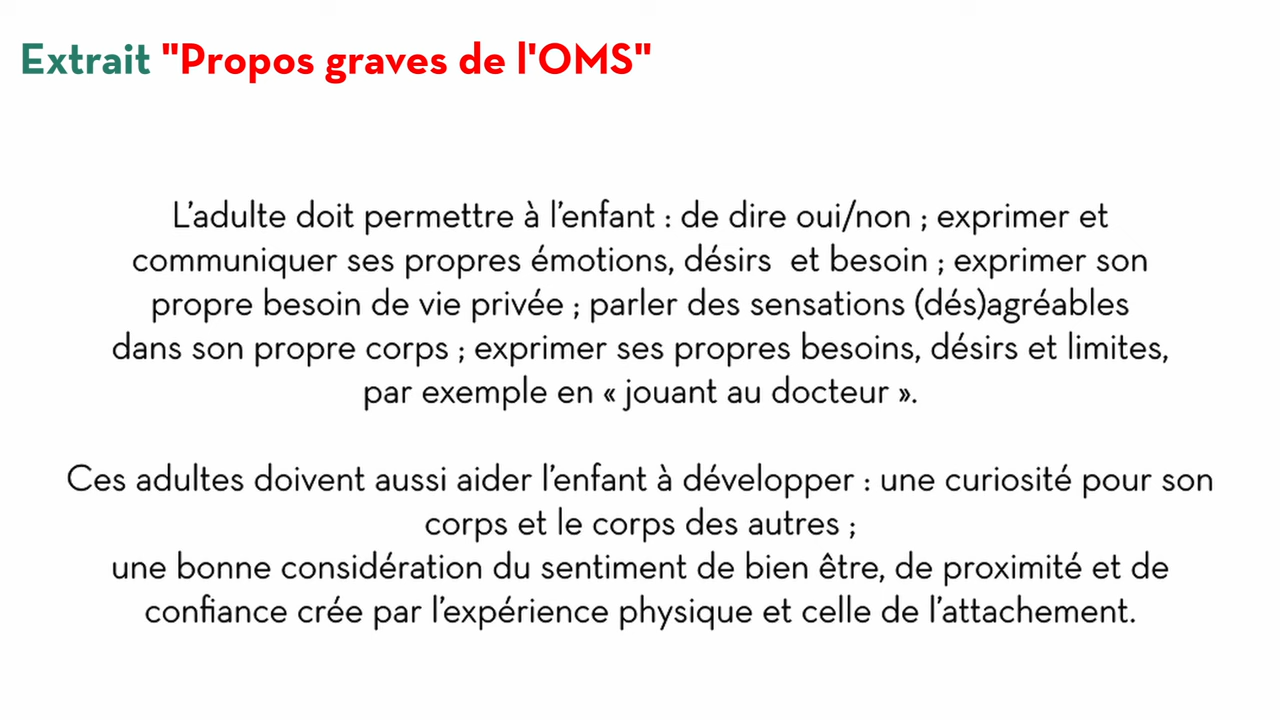 Extrait "Propos graves de l'OMS"
L’adulte doit permettre à l’enfant : de dire oui/non ; exprimer et
communiquer ses propres émotions, désirs  et besoin ; exprimer son
propre besoin de vie privée ; parler des sensations (dés)agréables
dans son propre corps ; exprimer ses propres besoins, désirs et limites,
par exemple en « jouant au docteur ».
Ces adultes doivent aussi aider l’enfant à développer : une curiosité pour son
corps et le corps des autres ;
une bonne considération du sentiment de bien être, de proximité et de
confiance crée par l’expérience physique et celle de l’attachement.